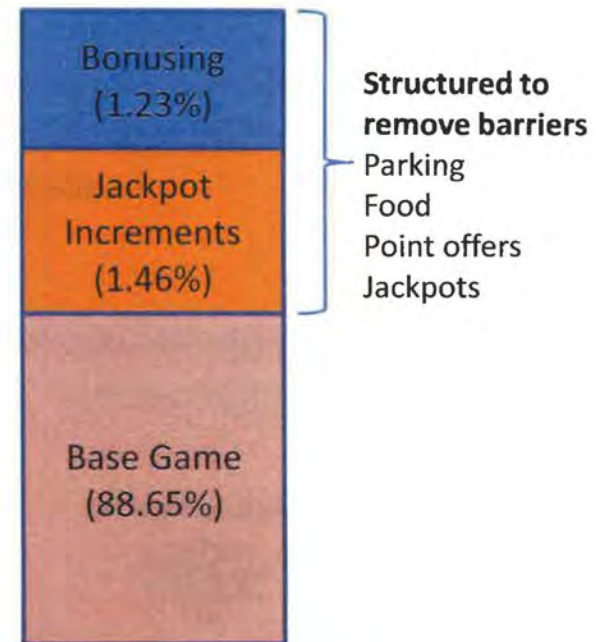 Bonusing
(1.23%)
Jackpot
Increments
(1.46%)
Base Game
(88.65%)
Structured to
remove barriers
Parking
Food
Point offers
Jackpots